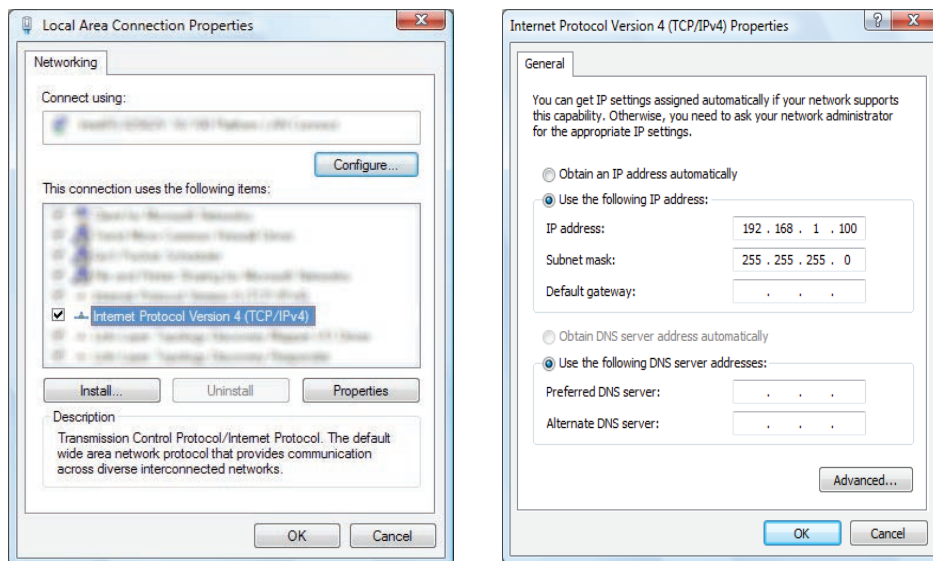 Local Area Connection Properties
Networking
Connect using:
Configure...
This connection uses the following items:
Internet Protocol Version 4 (TCP/IPv4)
Install...
Uninstall
Properties
Description
Transmission Control Protocol/Internet Protocol. The default
wide area network protocol that provides communication
across diverse interconnected networks.
OK
Cancel
Internet Protocol Version 4 (TCP/IPv4) Properties
General
You can get IP settings assigned automatically if your network supports
this capability. Otherwise, you need to ask your network administrator
for the appropriate IP settings.
Obtain an IP address automatically
Use the following IP address:
IP address: 192 . 168 . 1 . 100
Subnet mask: 255 . 255 . 255 . 0
Default gateway: . . .
Obtain DNS server address automatically
Use the following DNS server addresses:
Preferred DNS server: . . .
Alternate DNS server: . . .
Advanced...
OK
Cancel